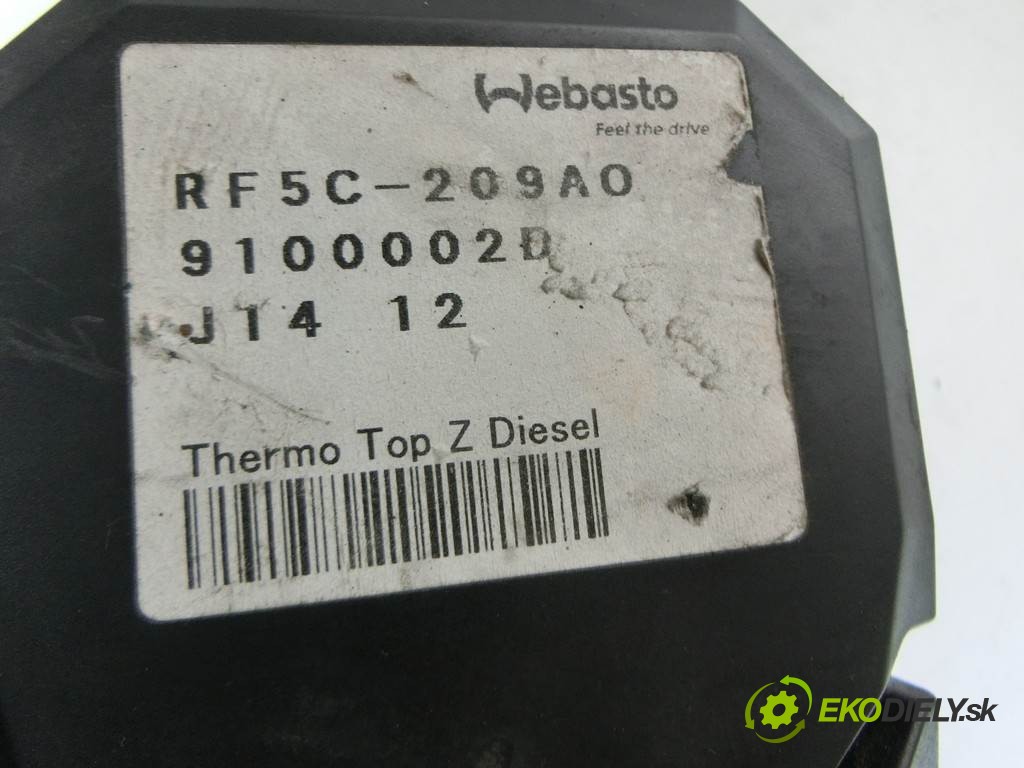 Webasto
Feel the drive
RF5C-209A0
9100002D
J14 12
Thermo Top Z Diesel
EKODIELY.sk